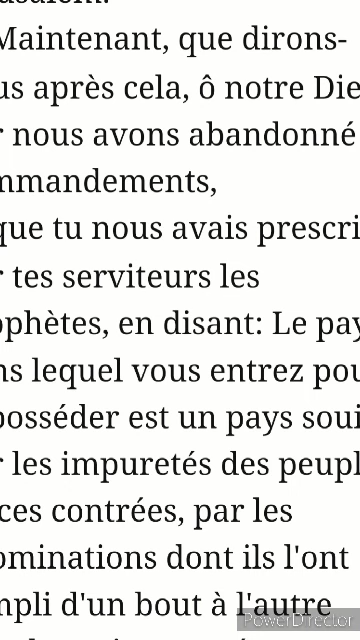 Maintenant, que dirons-
us après cela, ô notre Die
r nous avons abandonné
mmandements,
que tu nous avais prescri
r tes serviteurs les
ophètes, en disant: Le pay
ns lequel vous entrez pou
posséder est un pays soui
r les impuretés des peupl
ces contrées, par les
ominations dont ils l'ont
mpli d'un bout à l'autre
PowerDirector